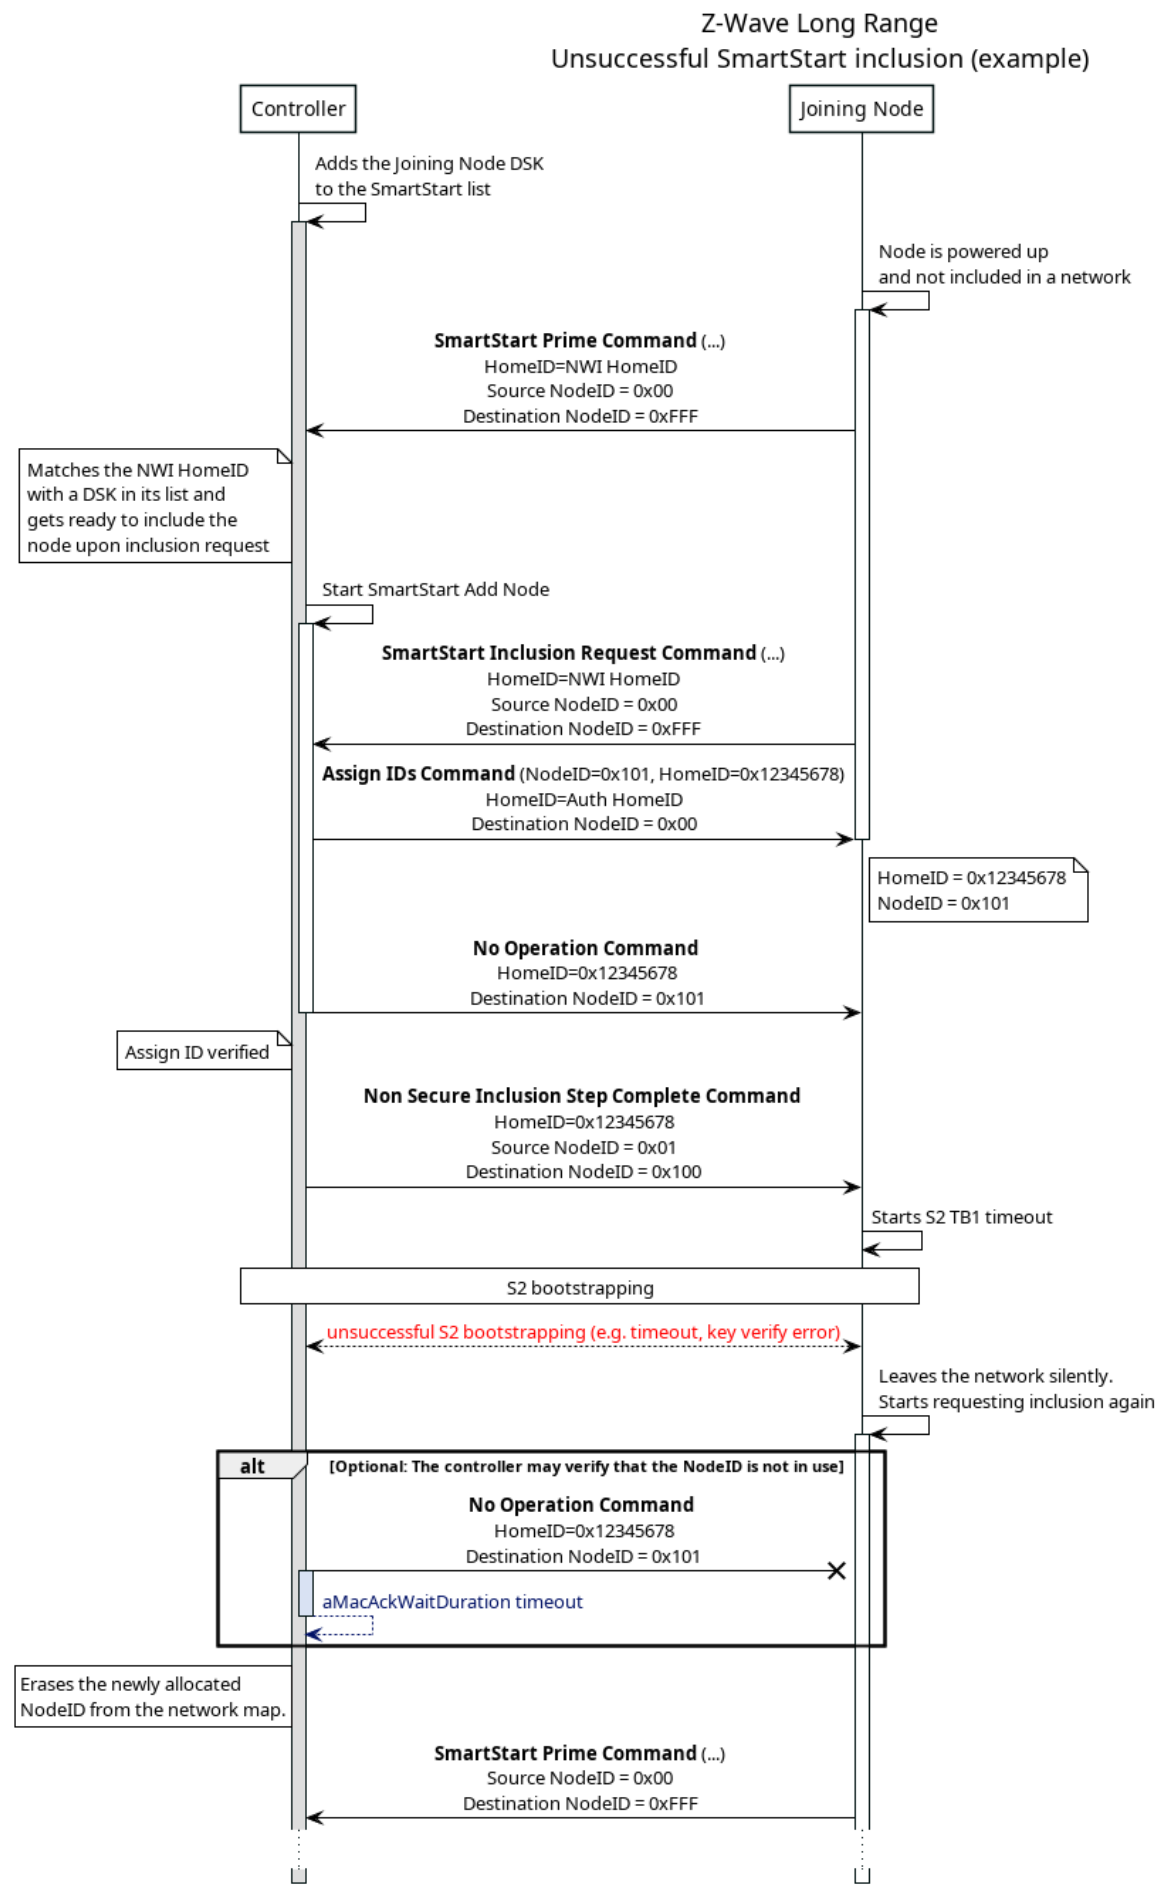 Z-Wave Long Range
Unsuccessful SmartStart inclusion (example)
Controller
Joining Node
Adds the Joining Node DSK
to the SmartStart list
Node is powered up
and not included in a network
SmartStart Prime Command (...)
HomeID=NWI HomeID
Source NodeID = 0x00
Destination NodeID = 0xFFF
Matches the NWI HomeID
with a DSK in its list and
gets ready to include the
node upon inclusion request
Start SmartStart Add Node
SmartStart Inclusion Request Command (...)
HomeID=NWI HomeID
Source NodeID = 0x00
Destination NodeID = 0xFFF
Assign IDs Command (NodeID=0x101, HomeID=0x12345678)
HomeID=Auth HomeID
Destination NodeID = 0x00
HomeID = 0x12345678
NodeID = 0x101
No Operation Command
HomeID=0x12345678
Destination NodeID = 0x101
Assign ID verified
Non Secure Inclusion Step Complete Command
HomeID=0x12345678
Source NodeID = 0x01
Destination NodeID = 0x100
Starts S2 TB1 timeout
S2 bootstrapping
unsuccessful S2 bootstrapping (e.g. timeout, key verify error)
Leaves the network silently.
Starts requesting inclusion again
alt
[Optional: The controller may verify that the NodeID is not in use]
No Operation Command
HomeID=0x12345678
Destination NodeID = 0x101
aMacAckWaitDuration timeout
Erases the newly allocated
NodeID from the network map.
SmartStart Prime Command (...)
Source NodeID = 0x00
Destination NodeID = 0xFFF